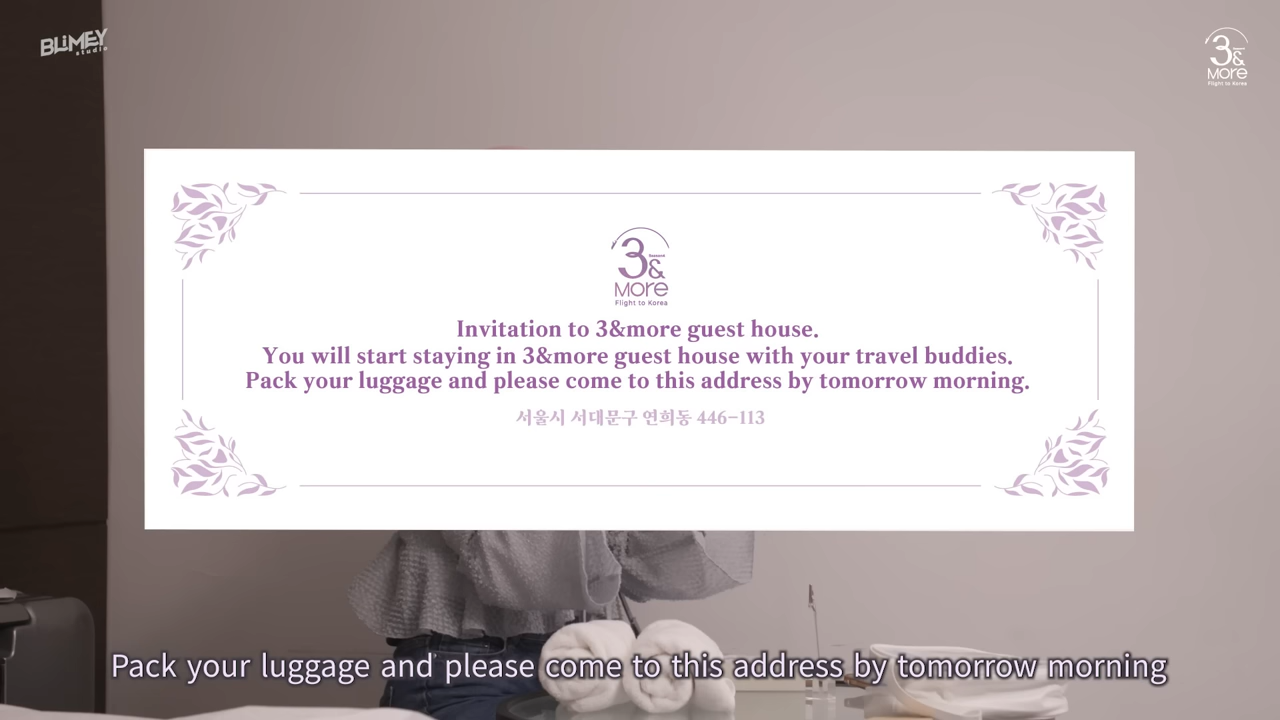 BLiMEY
studio
3&
MOre
Flight to Korea
3&
MOre
Flight to Korea
Invitation to 3&more guest house.
You will start staying in 3&more guest house with your travel buddies.
Pack your luggage and please come to this address by tomorrow morning.
서울시 서대문구 연희동 446-113
Pack your luggage and please come to this address by tomorrow morning